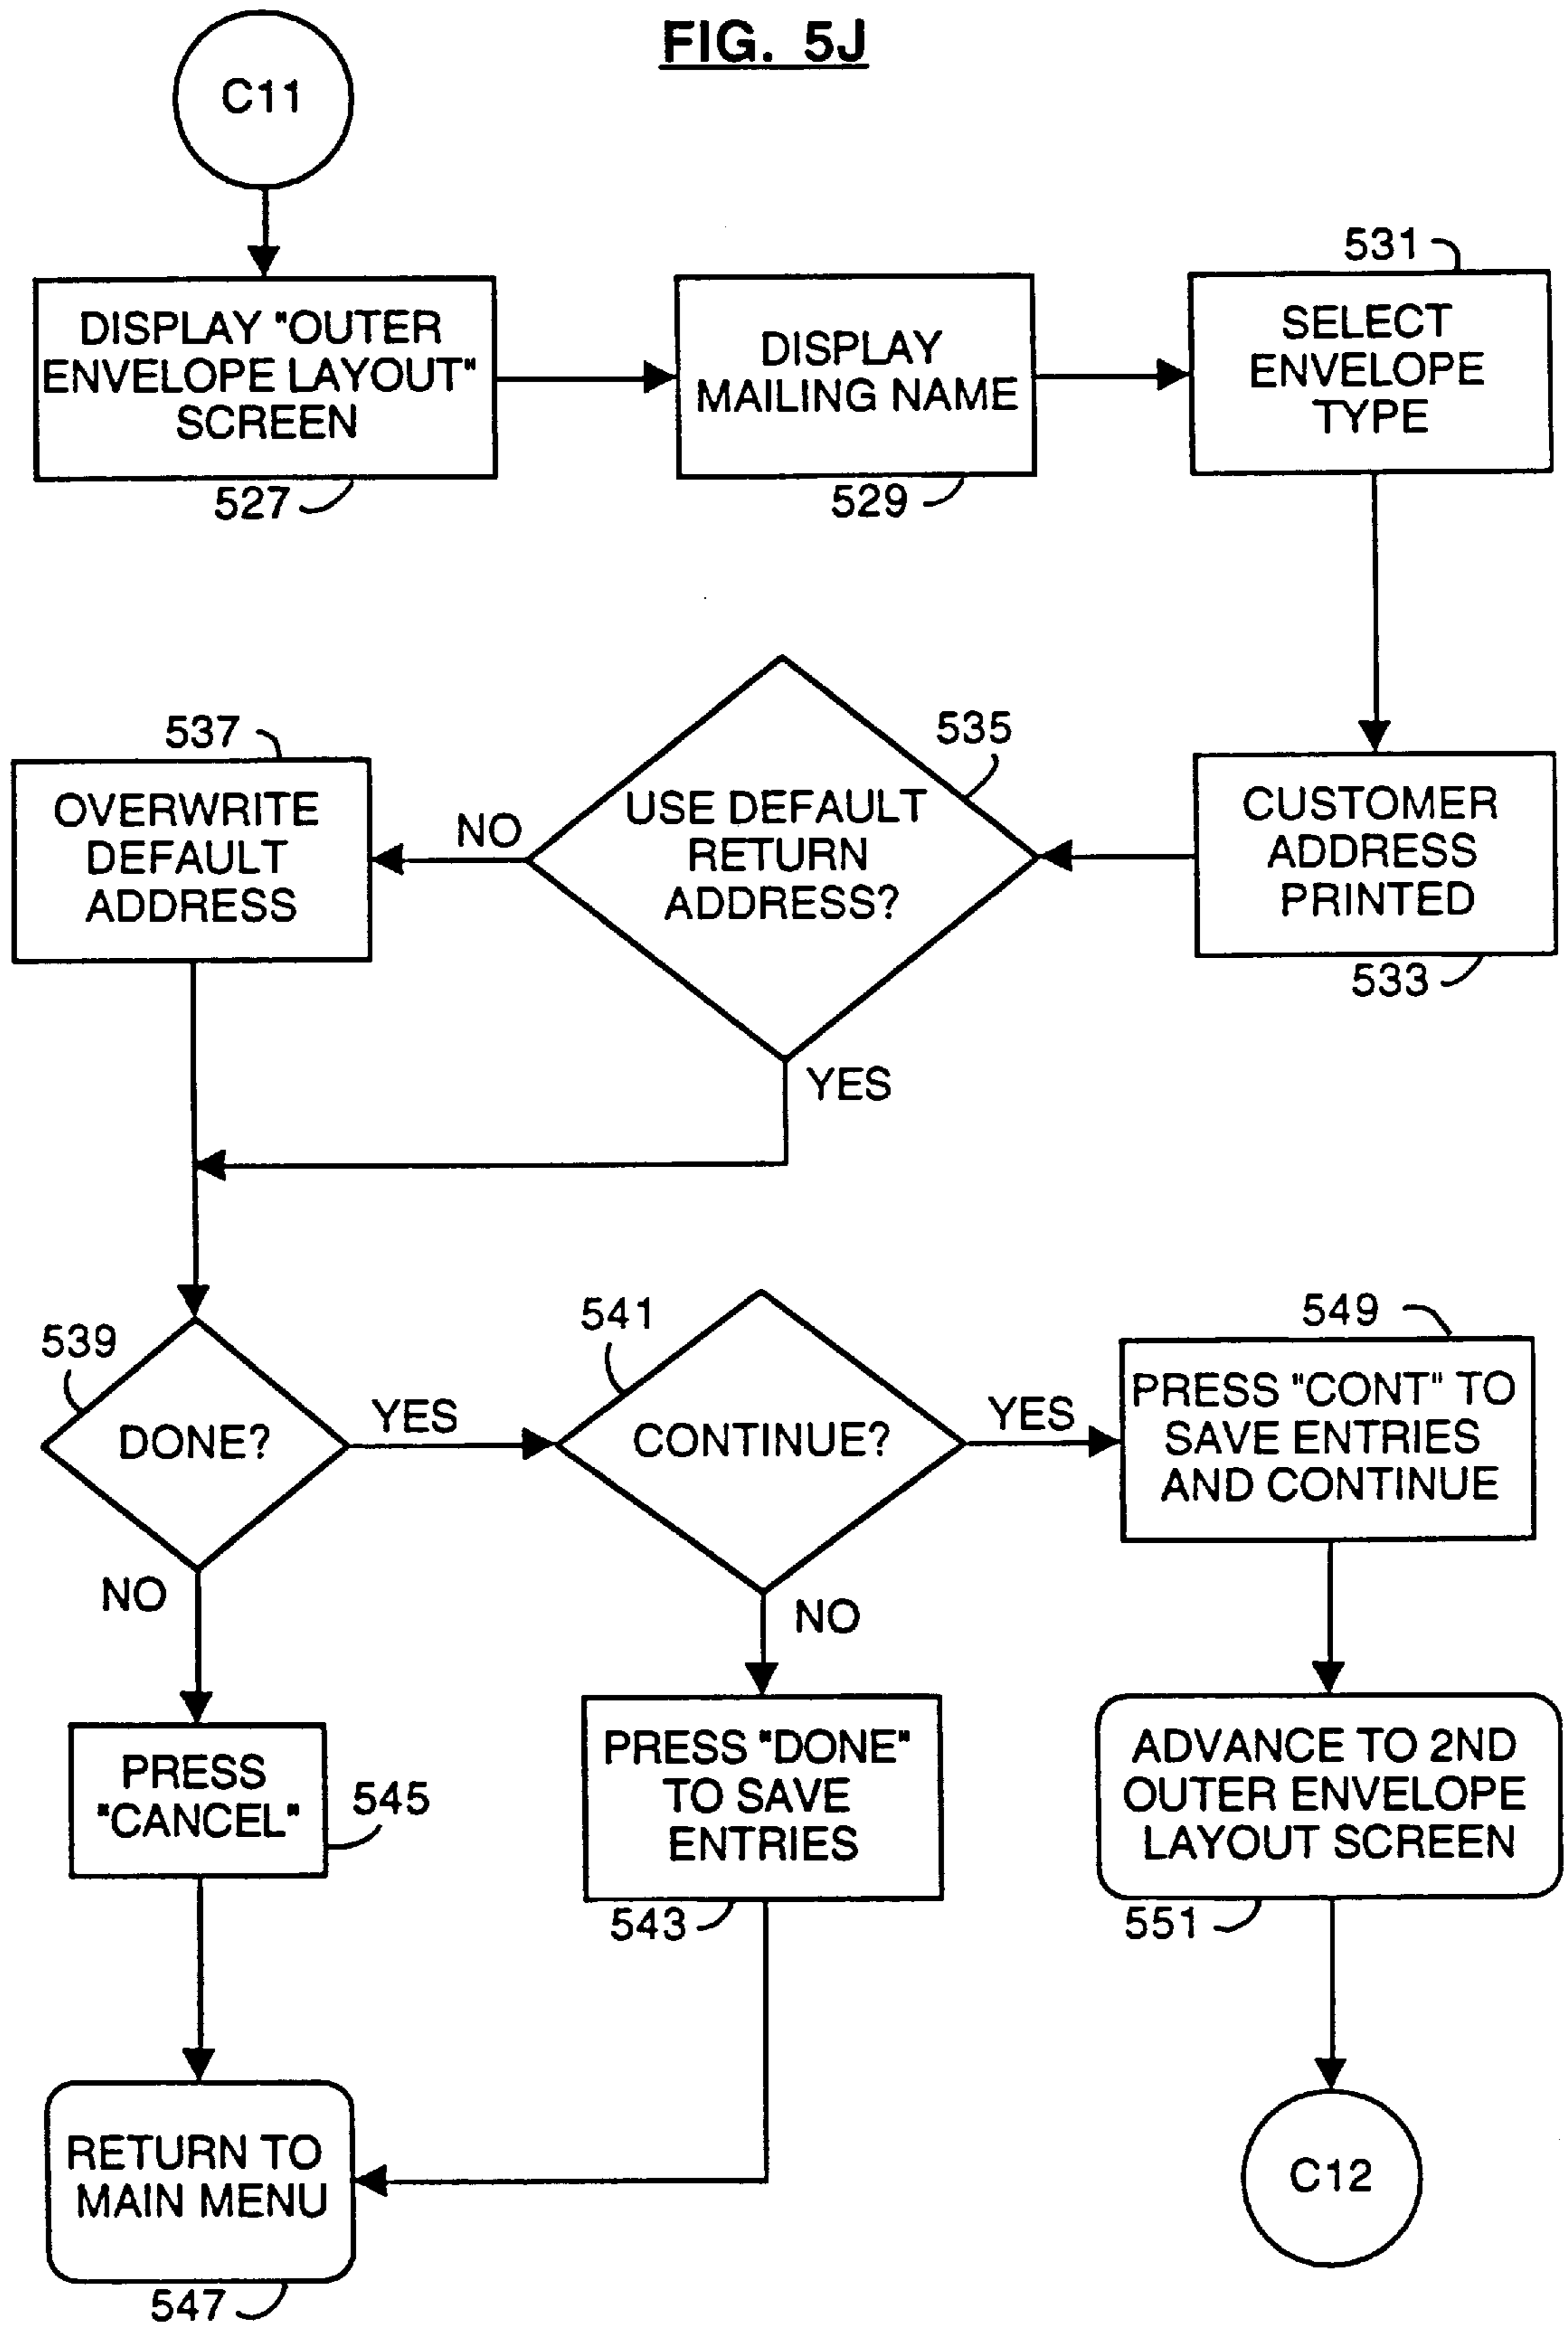 FIG. 5J
C11
DISPLAY "OUTER
ENVELOPE LAYOUT"
SCREEN
527
DISPLAY
MAILING NAME
529
531
SELECT
ENVELOPE
TYPE
CUSTOMER
ADDRESS
PRINTED
533
535
USE DEFAULT
RETURN
ADDRESS?
NO
YES
537
OVERWRITE
DEFAULT
ADDRESS
539
DONE?
YES
NO
541
CONTINUE?
YES
NO
549
PRESS "CONT" TO
SAVE ENTRIES
AND CONTINUE
PRESS
"CANCEL"
545
PRESS "DONE"
TO SAVE
ENTRIES
543
ADVANCE TO 2ND
OUTER ENVELOPE
LAYOUT SCREEN
551
RETURN TO
MAIN MENU
547
C12